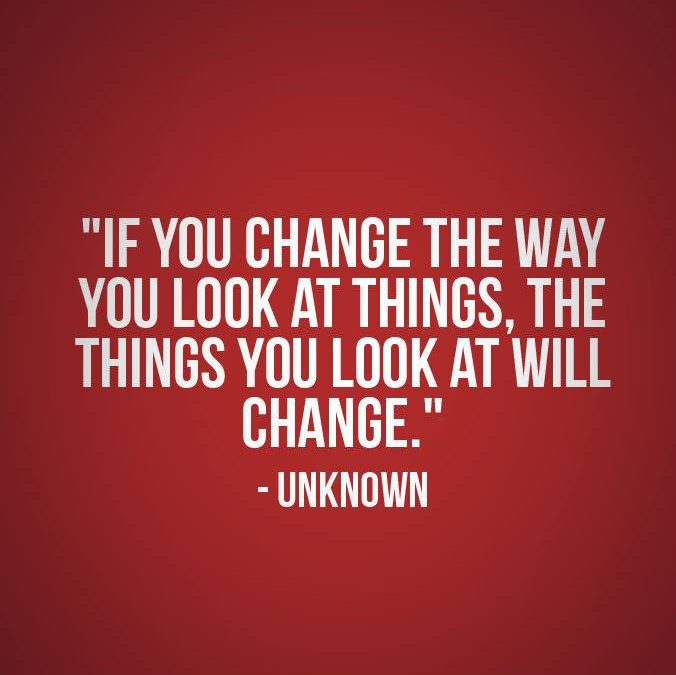 "IF YOU CHANGE THE WAY
YOU LOOK AT THINGS, THE
THINGS YOU LOOK AT WILL
CHANGE."
- UNKNOWN